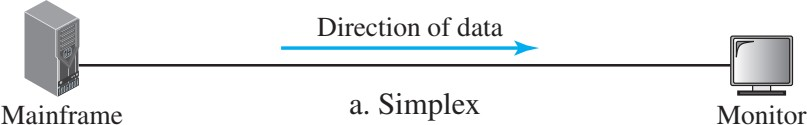 Direction of data
a. Simplex
Mainframe
Monitor